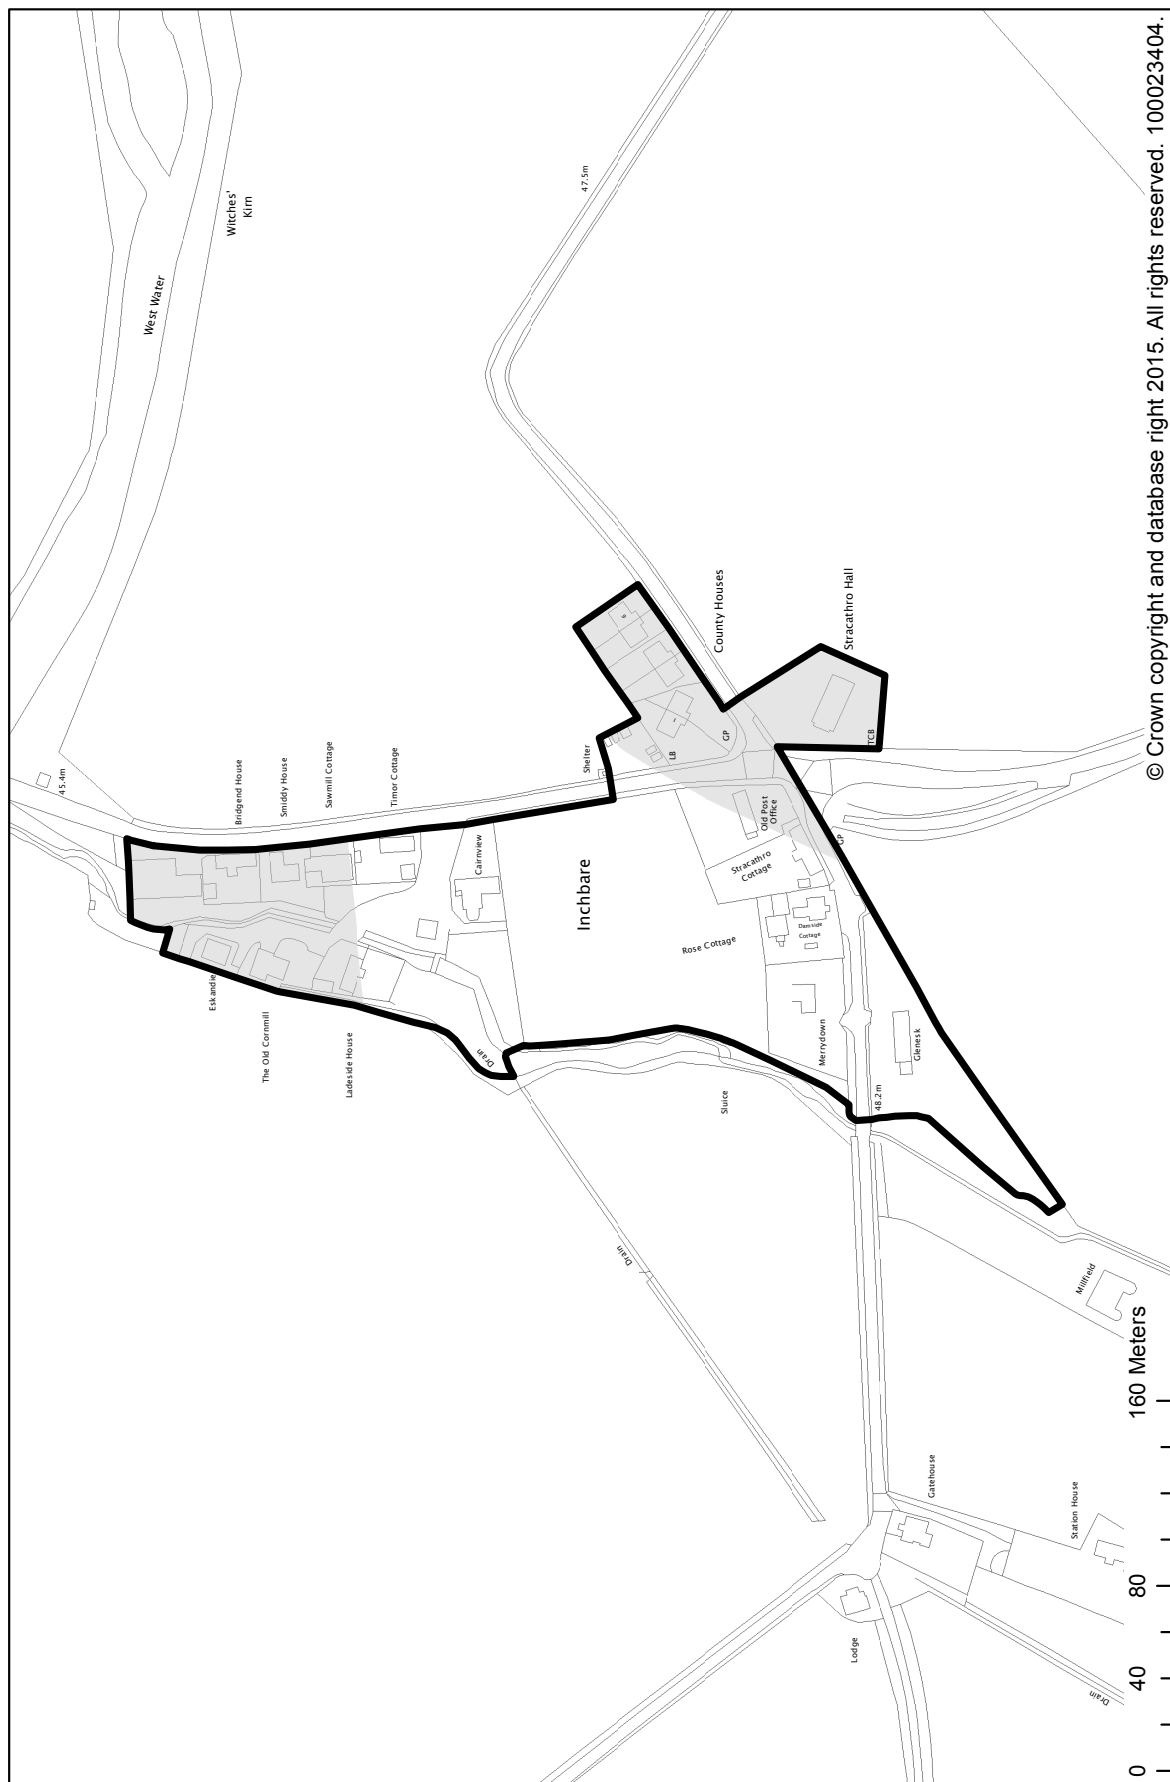 West Water
Witches'
Kirn
47.5m
45.4m
Bridgend House
Smiddy House
Sawmill Cottage
Timor Cottage
Shelter
Cairnview
Inchbare
Eskandie
The Old Cornmill
Ladeside House
Drain
6
1
LB
GP
County Houses
Stracathro Hall
TCB
Old Post
Office
GP
Stracathro
Cottage
Rose Cottage
Damside
Cottage
Merrydown
Glenesk
Sluice
48.2m
Drain
Millfield
Gatehouse
Station House
Lodge
Drain
0 40 80 160 Meters
© Crown copyright and database right 2015. All rights reserved. 100023404.